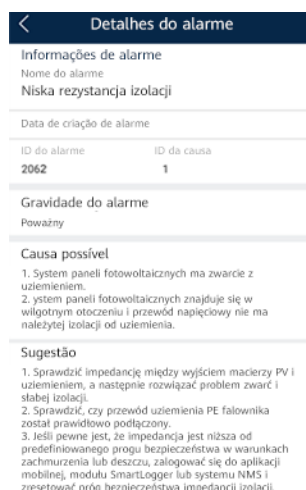 Detalhes do alarme
Informações de alarme
Nome do alarme
Niska rezystancja izolacji
Data de criação de alarme
ID do alarme ID da causa
2062 1
Gravidade do alarme
Poważny
Causa possível
1. System paneli fotowoltaicznych ma zwarcie z
uziemieniem.
2. ystem paneli fotowoltaicznych znajduje się w
wilgotnym otoczeniu i przewód napięciowy nie ma
należytej izolacji od uziemienia.
Sugestão
1. Sprawdzić impedancję między wyjściem macierzy PV i
uziemieniem, a następnie rozwiązać problem zwarć i
słabej izolacji.
2. Sprawdzić, czy przewód uziemienia PE falownika
został prawidłowo podłączony.
3. Jeśli pewne jest, że impedancja jest niższa od
predefiniowanego progu bezpieczeństwa w warunkach
zachmurzenia lub deszczu, zalogować się do aplikacji
mobilnej, modułu SmartLogger lub systemu NMS i
zresetować próg bezpieczeństwa impedancji izolacji.